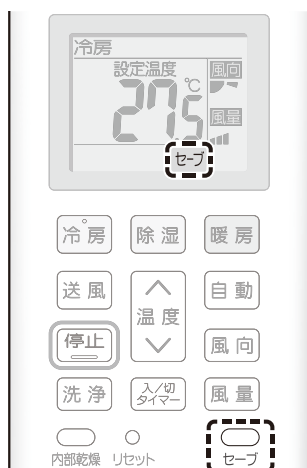 冷房
設定温度 風向
27.5℃
風量
セーブ
冷房 除湿 暖房
送風 温度 自動
停止 風向
洗浄 入/切タイマー 風量
内部乾燥 リセット セーブ